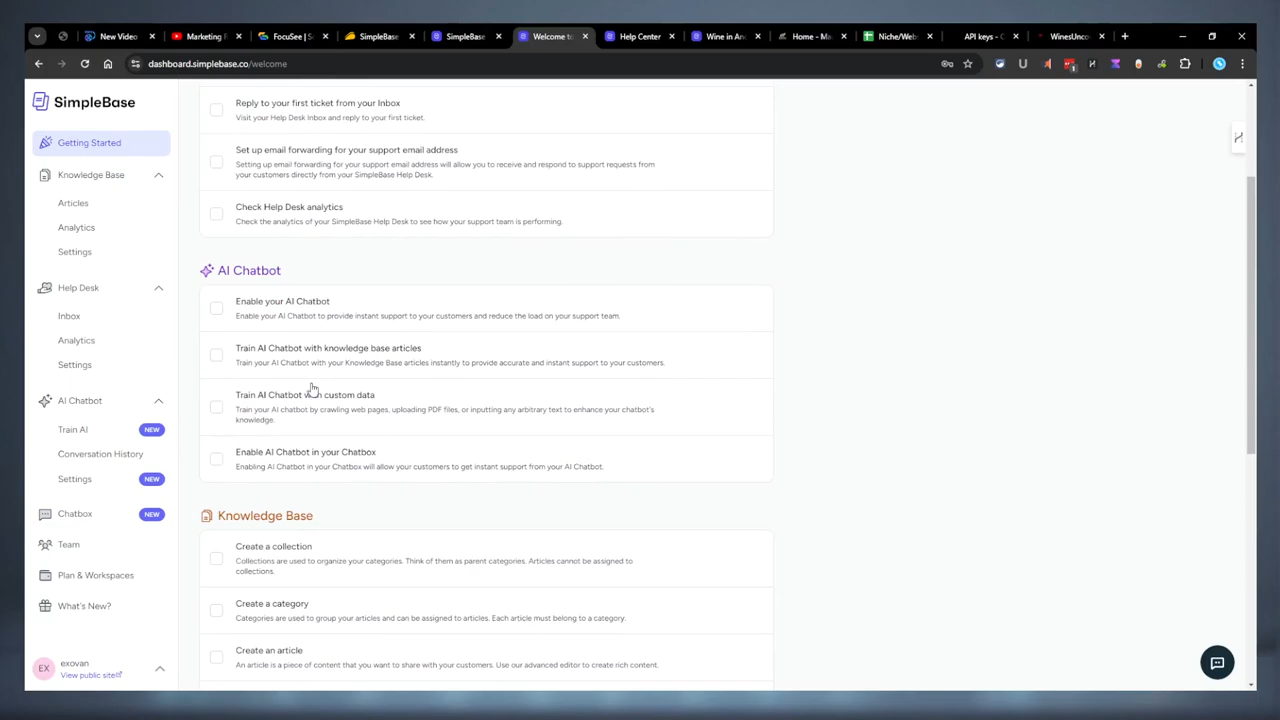 New Video
Marketing F
FocuSee | S
SimpleBase
SimpleBase
Welcome to
Help Center
Wine in An
Home - Ma
Niche/Web
API keys -
WinesUnco
dashboard.simplebase.co/welcome
SimpleBase
Getting Started
Knowledge Base
Articles
Analytics
Settings
Help Desk
Inbox
Analytics
Settings
AI Chatbot
Train AI NEW
Conversation History
Settings NEW
Chatbox NEW
Team
Plan & Workspaces
What's New?
EX
exovan
View public site
Reply to your first ticket from your Inbox
Visit your Help Desk Inbox and reply to your first ticket.
Set up email forwarding for your support email address
Setting up email forwarding for your support email address will allow you to receive and respond to support requests from
your customers directly from your SimpleBase Help Desk.
Check Help Desk analytics
Check the analytics of your SimpleBase Help Desk to see how your support team is performing.
AI Chatbot
Enable your AI Chatbot
Enable your AI Chatbot to provide instant support to your customers and reduce the load on your support team.
Train AI Chatbot with knowledge base articles
Train your AI Chatbot with your Knowledge Base articles instantly to provide accurate and instant support to your customers.
Train AI Chatbot with custom data
Train your AI chatbot by crawling web pages, uploading PDF files, or inputting any arbitrary text to enhance your chatbot's
knowledge.
Enable AI Chatbot in your Chatbox
Enabling AI Chatbot in your Chatbox will allow your customers to get instant support from your AI Chatbot.
Knowledge Base
Create a collection
Collections are used to organize your categories. Think of them as parent categories. Articles cannot be assigned to
collections.
Create a category
Categories are used to group your articles and can be assigned to articles. Each article must belong to a category.
Create an article
An article is a piece of content that you want to share with your customers. Use our advanced editor to create rich content.